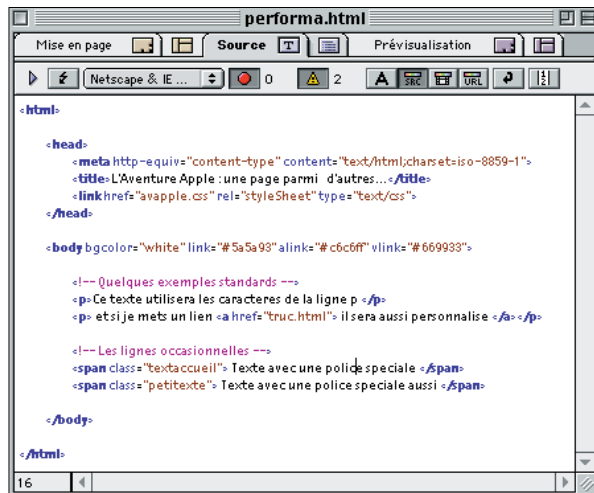 performa.html
Mise en page Source T Prévisualisation
Netscape & IE ... 0 2 A SRC URL 1 2
<html>
<head>
<meta http-equiv="content-type" content="text/html;charset=iso-8859-1">
<title>L'Aventure Apple : une page parmi d'autres...</title>
<link href="avapple.css" rel="styleSheet" type="text/css">
</head>
<body bgcolor="white" link="#5a5a93" alink="#c6c6ff" vlink="#669933">
<!-- Quelques exemples standards -->
<p>Ce texte utilisera les caracteres de la ligne p </p>
<p> et si je mets un lien <a href="truc.html"> il sera aussi personnalise </a></p>
<!-- Les lignes occasionnelles -->
<span class="textaccueil"> Texte avec une police speciale </span>
<span class="petitexte"> Texte avec une police speciale aussi </span>
</body>
</html>
16